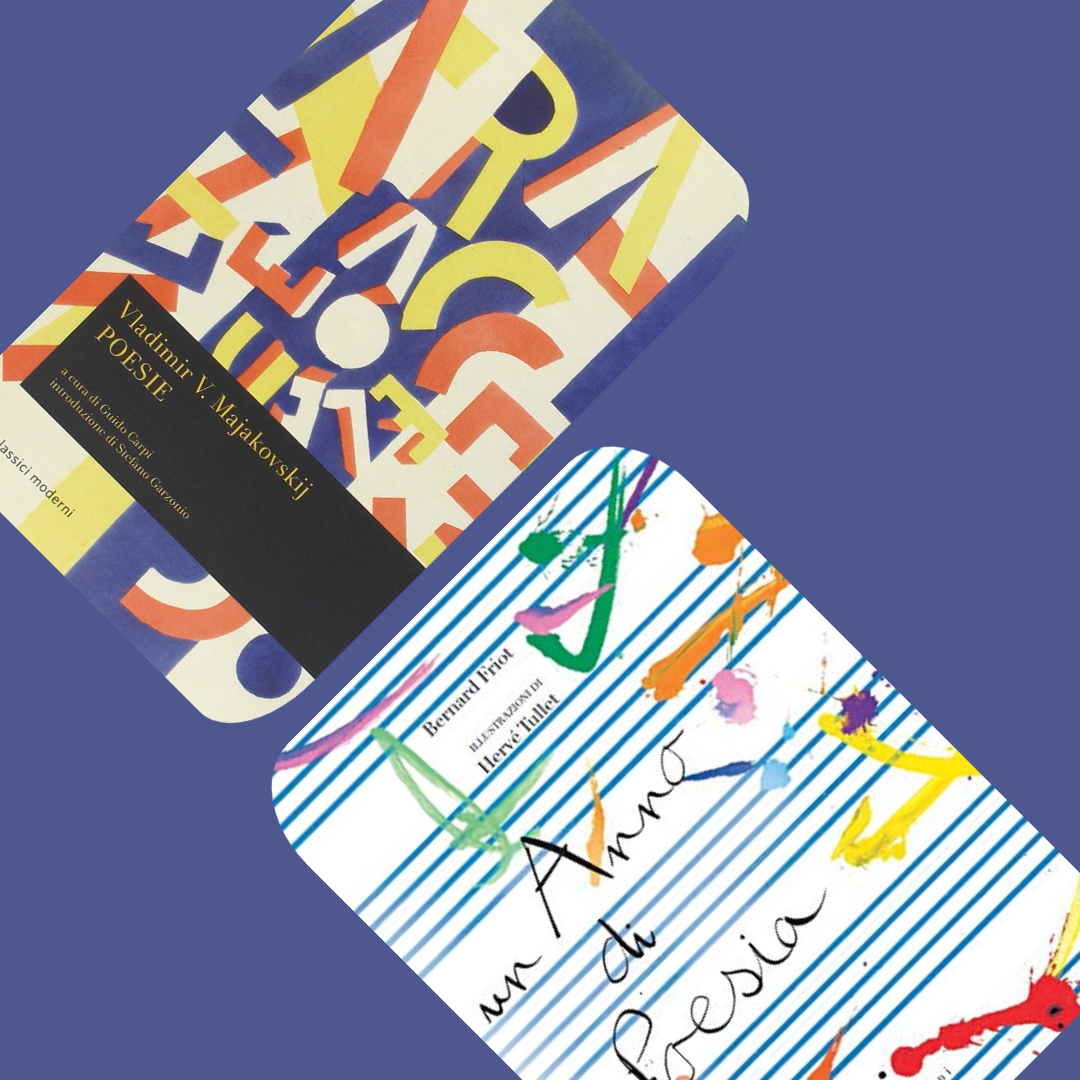 Vladimir V. Majakovskij
POESIE
a cura di Guido Carpi
introduzione di Stefano Garzonio
moderni
Bernard Friot
ILLUSTRAZIONI DI
Hervé Tullet
un Anno
di
Poesia